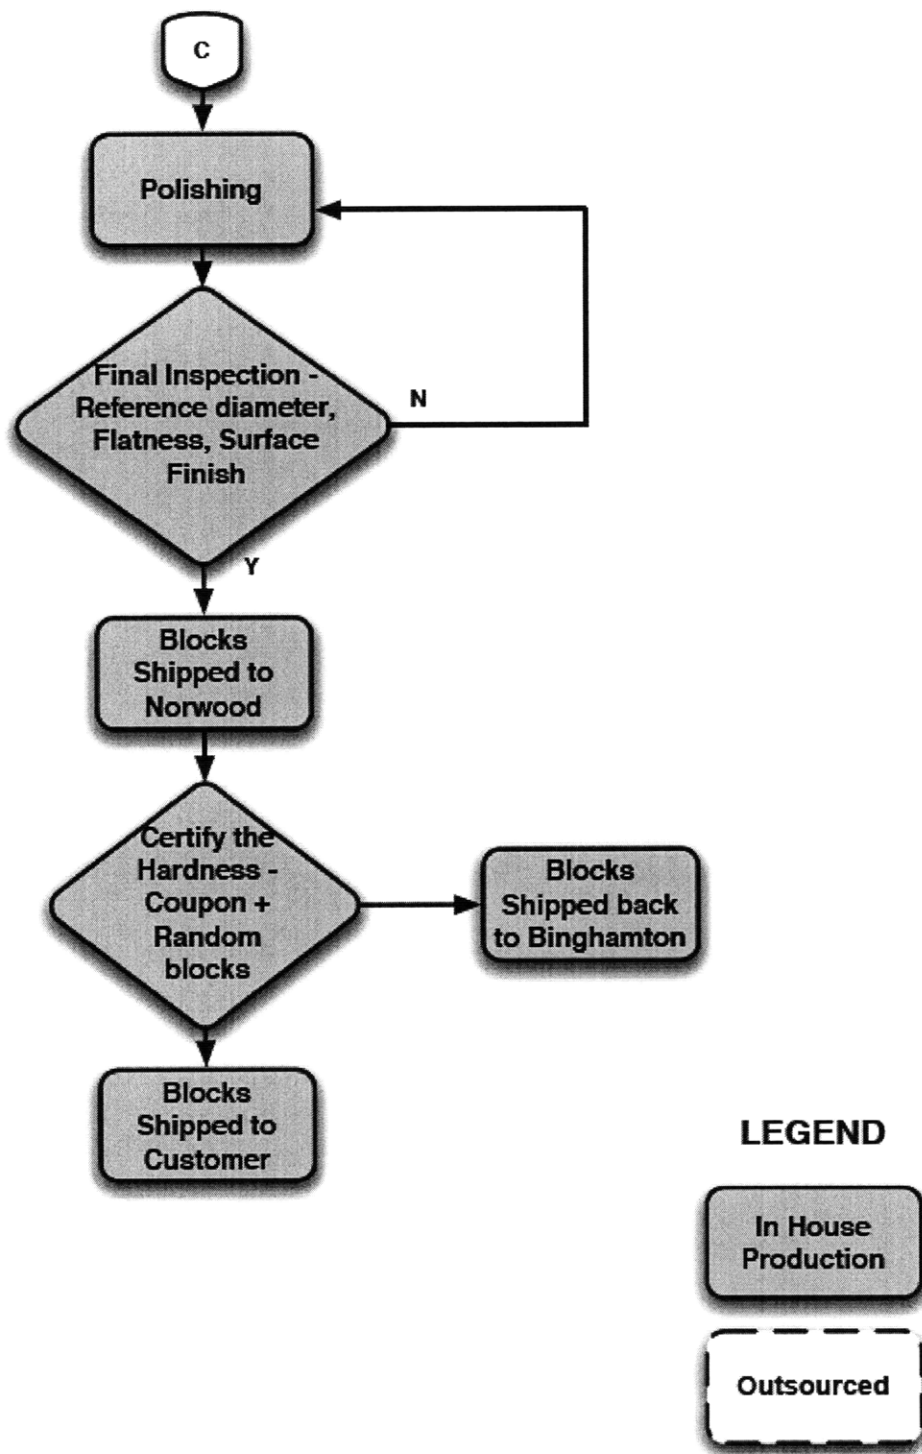 C
Polishing
Final Inspection -
Reference diameter,
Flatness, Surface
Finish
N
Y
Blocks
Shipped to
Norwood
Certify the
Hardness -
Coupon +
Random
blocks
Blocks
Shipped back
to Binghamton
Blocks
Shipped to
Customer
LEGEND
In House
Production
Outsourced